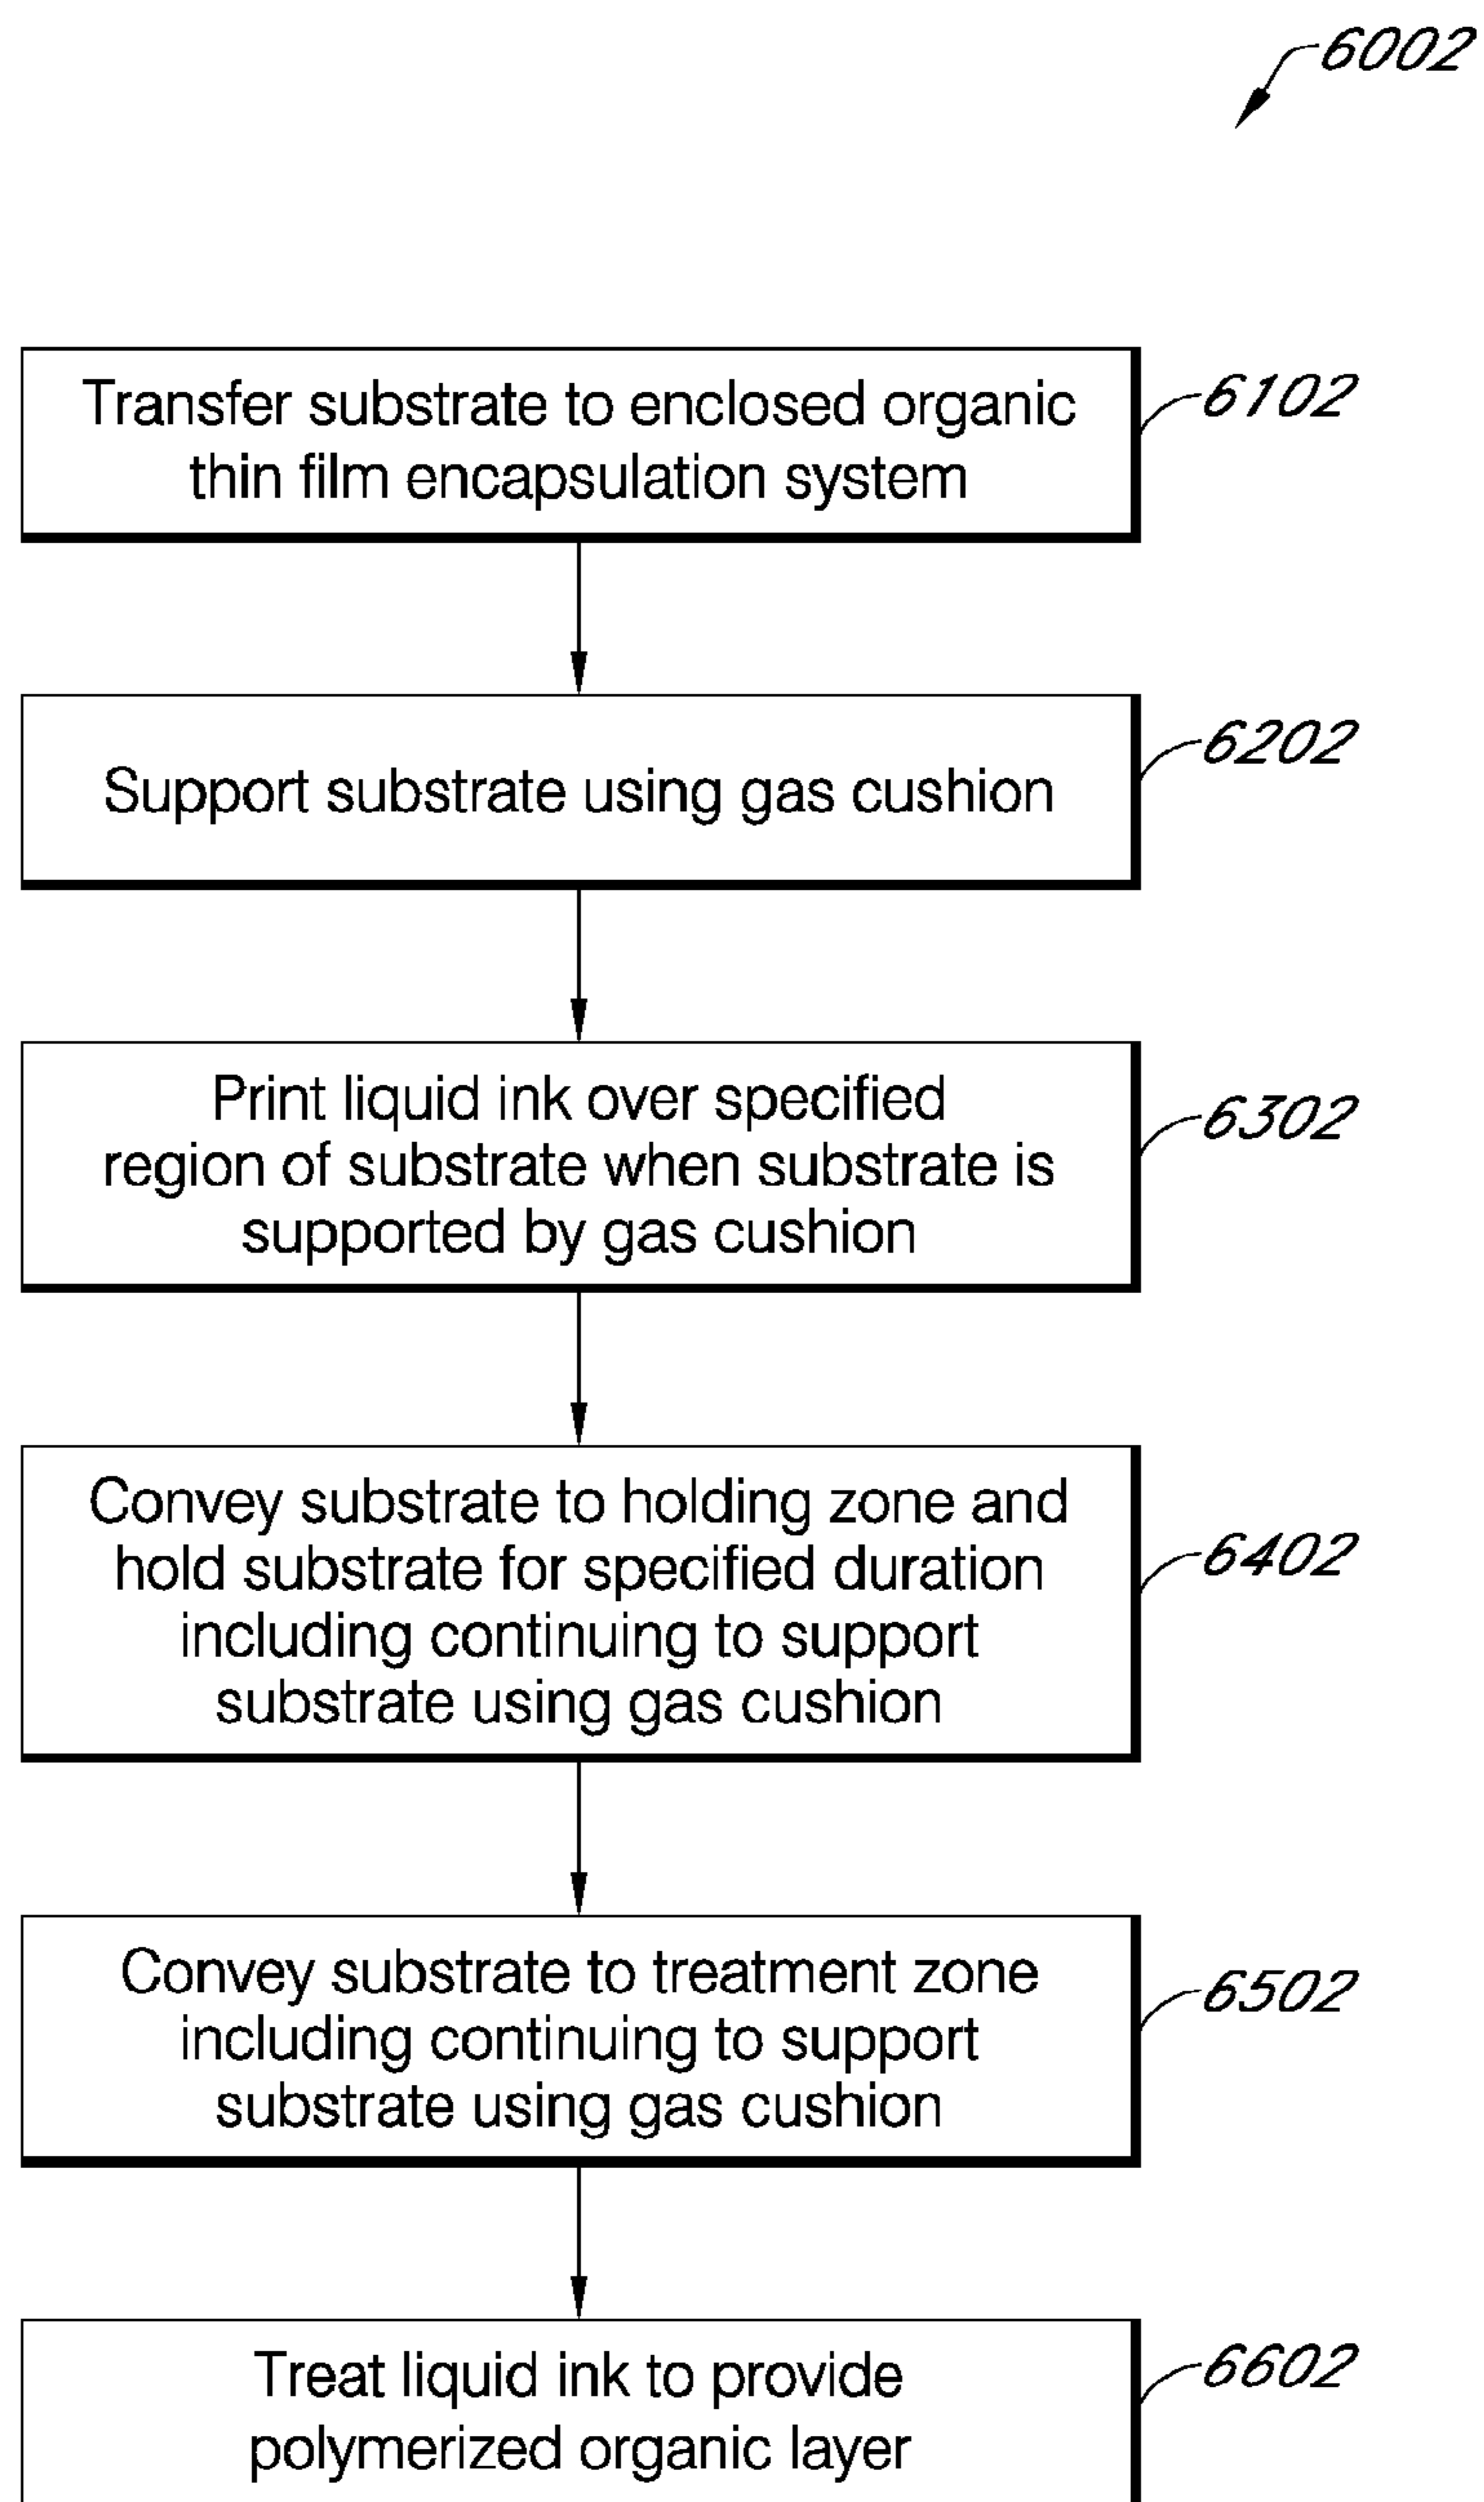 6002
Transfer substrate to enclosed organic
thin film encapsulation system
6102
Support substrate using gas cushion
6202
Print liquid ink over specified
region of substrate when substrate is
supported by gas cushion
6302
Convey substrate to holding zone and
hold substrate for specified duration
including continuing to support
substrate using gas cushion
6402
Convey substrate to treatment zone
including continuing to support
substrate using gas cushion
6502
Treat liquid ink to provide
polymerized organic layer
6602